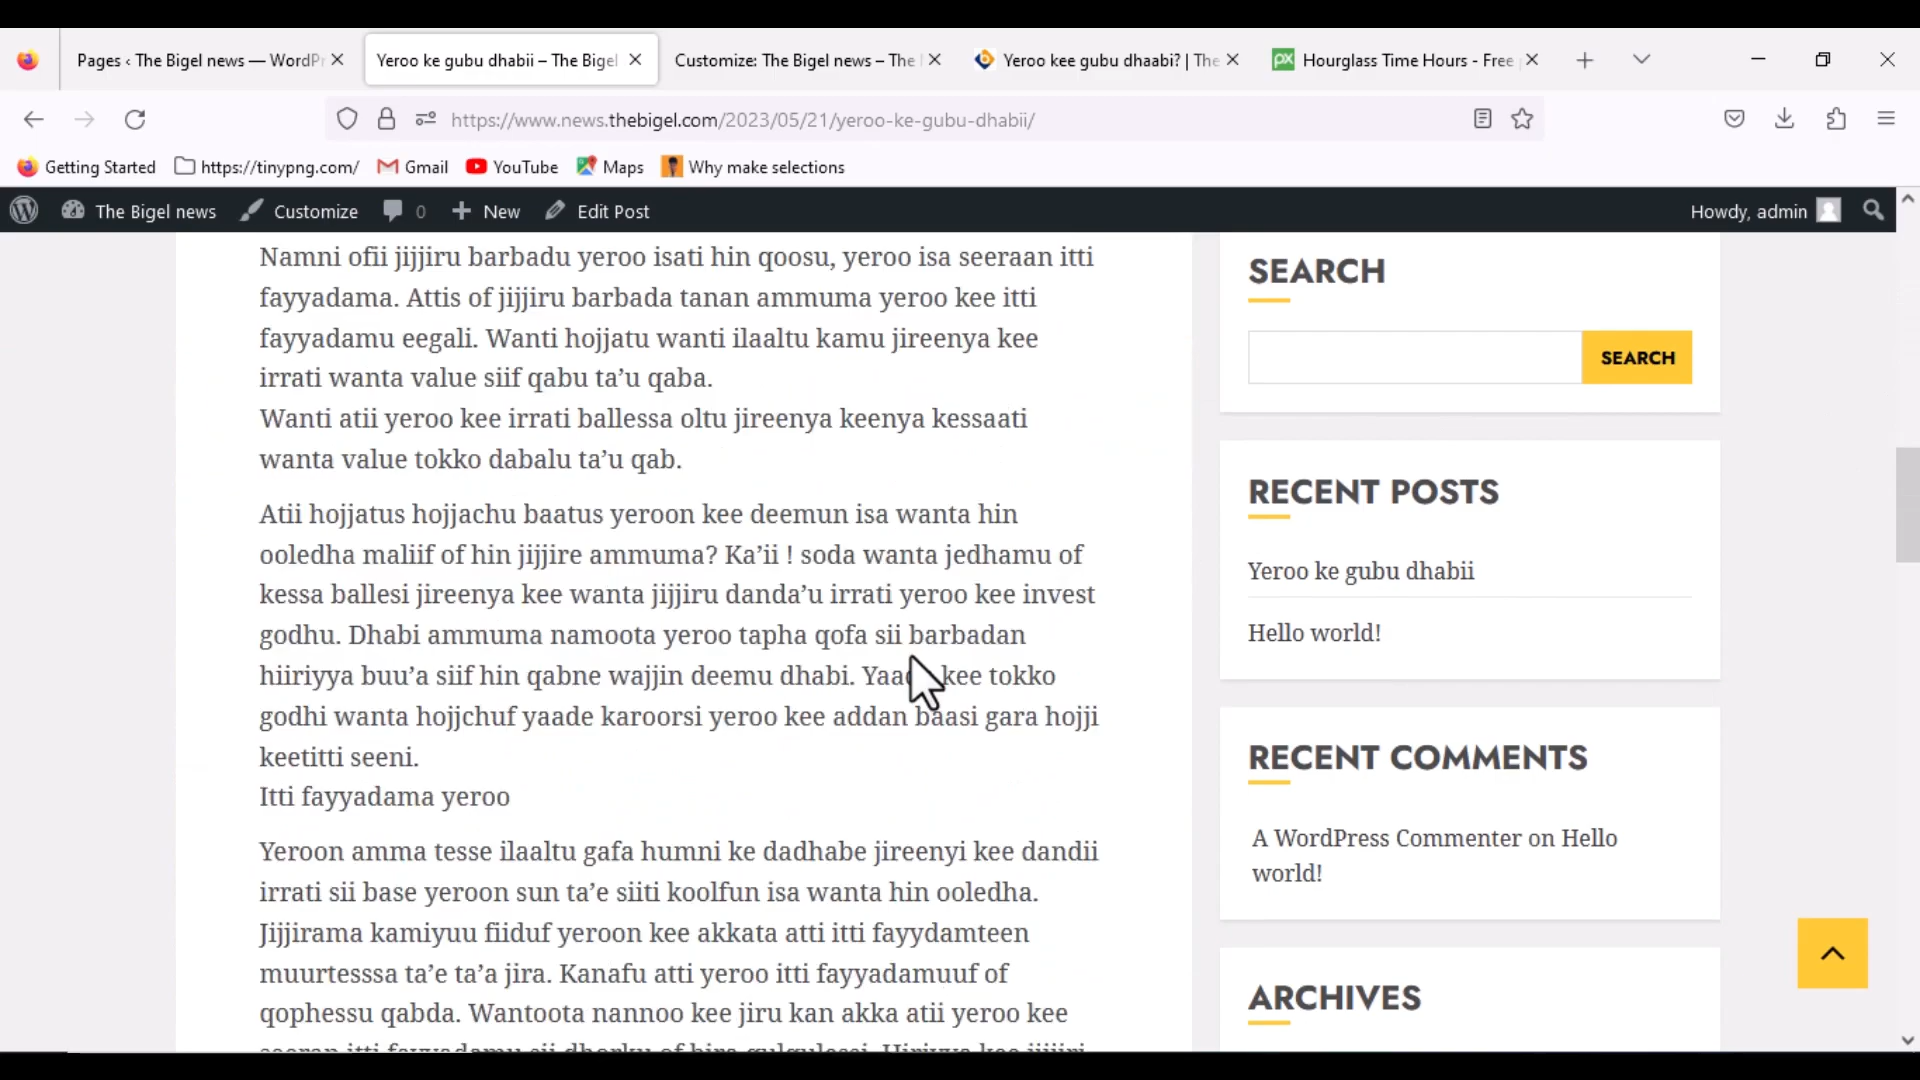 Pages ‹ The Bigel news — WordPr
Yeroo ke gubu dhabii – The Bigel
Customize: The Bigel news – The
Yeroo kee gubu dhaabi? | The
Hourglass Time Hours - Free
https://www.news.thebigel.com/2023/05/21/yeroo-ke-gubu-dhabii/
Getting Started
https://tinypng.com/
Gmail
YouTube
Maps
Why make selections
The Bigel news
Customize
0
New
Edit Post
Howdy, admin
Namni ofii jijjiru barbadu yeroo isati hin qoosu, yeroo isa seeraan itti
fayyadama. Attis of jijjiru barbada tanan ammuma yeroo kee itti
fayyadamu eegali. Wanti hojjatu wanti ilaaltu kamu jireenya kee
irrati wanta value siif qabu ta’u qaba.
Wanti atii yeroo kee irrati ballessa oltu jireenya keenya kessaati
wanta value tokko dabalu ta’u qab.
Atii hojjatus hojjachu baatus yeroon kee deemun isa wanta hin
ooledha maliif of hin jijjire ammuma? Ka’ii ! soda wanta jedhamu of
kessa ballesi jireenya kee wanta jijjiru danda’u irrati yeroo kee invest
godhu. Dhabi ammuma namoota yeroo tapha qofa sii barbadan
hiiriyya buu’a siif hin qabne wajjin deemu dhabi. kee tokko
godhi wanta hojjchuf yaade karoorsi yeroo kee addan baasi gara hojji
keetitti seeni.
Itti fayyadama yeroo
Yeroon amma tesse ilaaltu gafa humni ke dadhabe jireenyi kee dandii
irrati sii base yeroon sun ta’e siiti koolfun isa wanta hin ooledha.
Jijjirama kamiyuu fiiduf yeroon kee akkata atti itti fayydamteen
muurtesssa ta’e ta’a jira. Kanafu atti yeroo itti fayyadamuuf of
qophessu qabda. Wantoota nannoo kee jiru kan akka atii yeroo kee
SEARCH
SEARCH
RECENT POSTS
Yeroo ke gubu dhabii
Hello world!
RECENT COMMENTS
A WordPress Commenter on Hello
world!
ARCHIVES